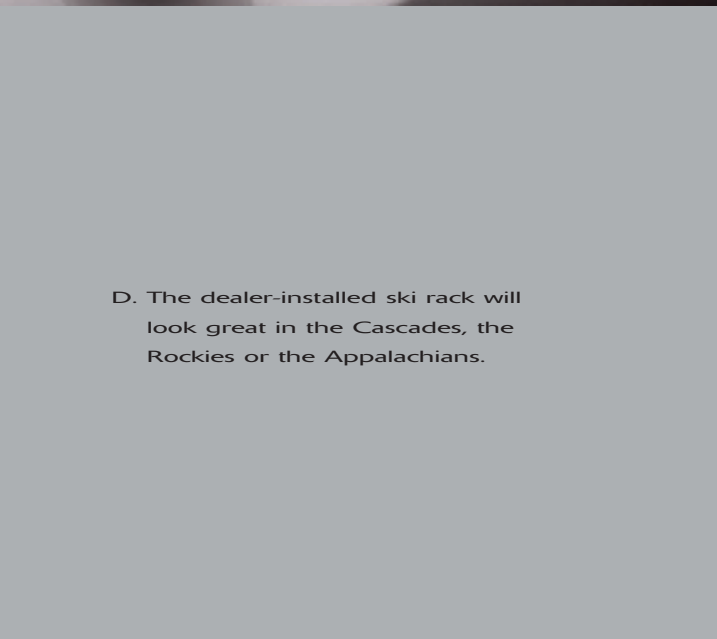 D. The dealer-installed ski rack will
look great in the Cascades, the
Rockies or the Appalachians.